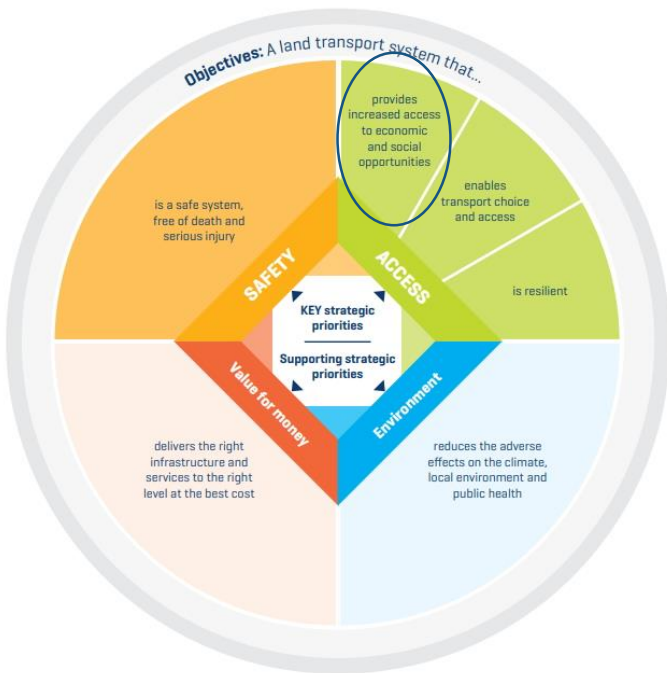 Objectives: A land transport system that...
provides
increased access
to economic
and social
opportunities
enables
transport choice
and access
is resilient
is a safe system,
free of death and
serious injury
SAFETY
ACCESS
KEY strategic
priorities
Supporting strategic
priorities
Value for money
Environment
delivers the right
infrastructure and
services to the right
level at the best cost
reduces the adverse
effects on the climate,
local environment and
public health